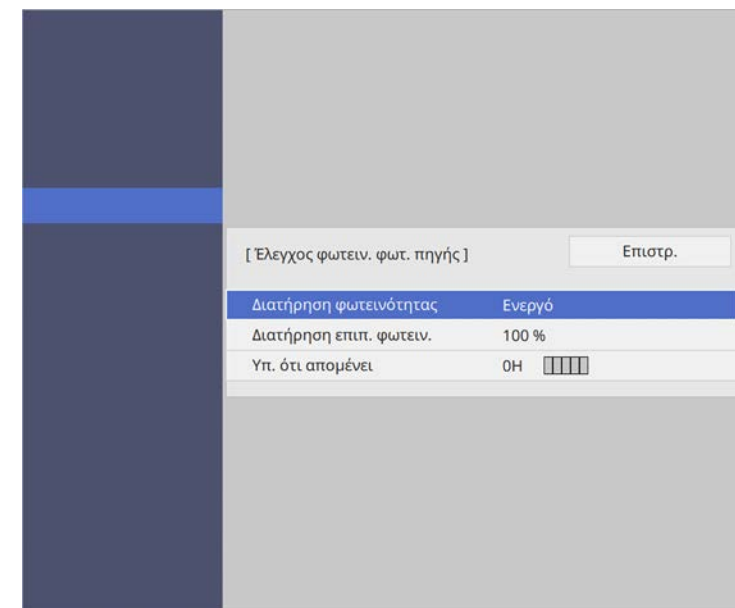 [ Έλεγχος φωτειν. φωτ. πηγής ] Επιστρ.
Διατήρηση φωτεινότητας Ενεργό
Διατήρηση επιπ. φωτειν. 100 %
Υπ. ότι απομένει 0H